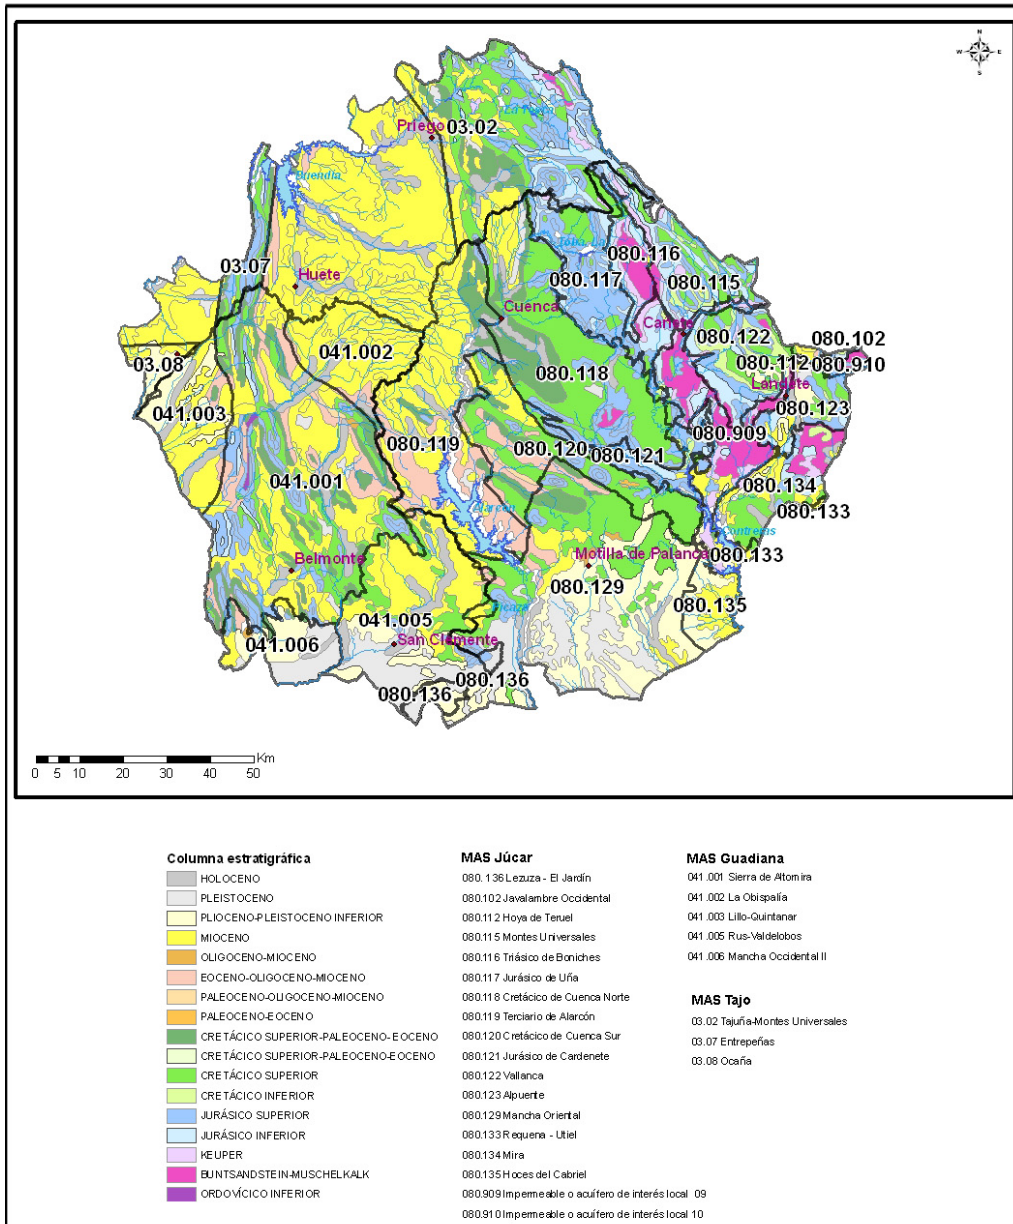 N
W E
S
Priego
03.02
La Tosca
Buendía
03.07
Huete
Toba, La
080.116
080.117
080.115
Cuenca
Cañete
080.122
080.102
041.002
03.08
080.112
080.910
Landete
080.118
041.003
080.123
080.119
080.120
080.121
080.909
041.001
080.134
080.133
Alarcón
Contreras
Motilla de Palanca
080.133
Belmonte
080.129
080.135
Picazo
041.005
San Clemente
041.006
080.136
080.136
Km
0 5 10 20 30 40 50
Columna estratigráfica
HOLOCENO
PLEISTOCENO
PLIOCENO-PLEISTOCENO INFERIOR
MIOCENO
OLIGOCENO-MIOCENO
EOCENO-OLIGOCENO-MIOCENO
PALEOCENO-OLIGOCENO-MIOCENO
PALEOCENO-EOCENO
CRETÁCICO SUPERIOR-PALEOCENO-EOCENO
CRETÁCICO SUPERIOR-PALEOCENO-EOCENO
CRETÁCICO SUPERIOR
CRETÁCICO INFERIOR
JURÁSICO SUPERIOR
JURÁSICO INFERIOR
KEUPER
BUNTSANDSTEIN-MUSCHELKALK
ORDOVÍCICO INFERIOR
MAS Júcar
080.136 Lezuza - El Jardín
080.102 Javalambre Occidental
080.112 Hoya de Teruel
080.115 Montes Universales
080.116 Triásico de Boniches
080.117 Jurásico de Uña
080.118 Cretácico de Cuenca Norte
080.119 Terciario de Alarcón
080.120 Cretácico de Cuenca Sur
080.121 Jurásico de Cardenete
080.122 Vallanca
080.123 Alpuente
080.129 Mancha Oriental
080.133 Requena - Utiel
080.134 Mira
080.135 Hoces del Cabriel
080.909 Impermeable o acuífero de interés local 09
080.910 Impermeable o acuífero de interés local 10
MAS Guadiana
041.001 Sierra de Altomira
041.002 La Obispalía
041.003 Lillo-Quintanar
041.005 Rus-Valdelobos
041.006 Mancha Occidental II
MAS Tajo
03.02 Tajuña-Montes Universales
03.07 Entrepeñas
03.08 Ocaña